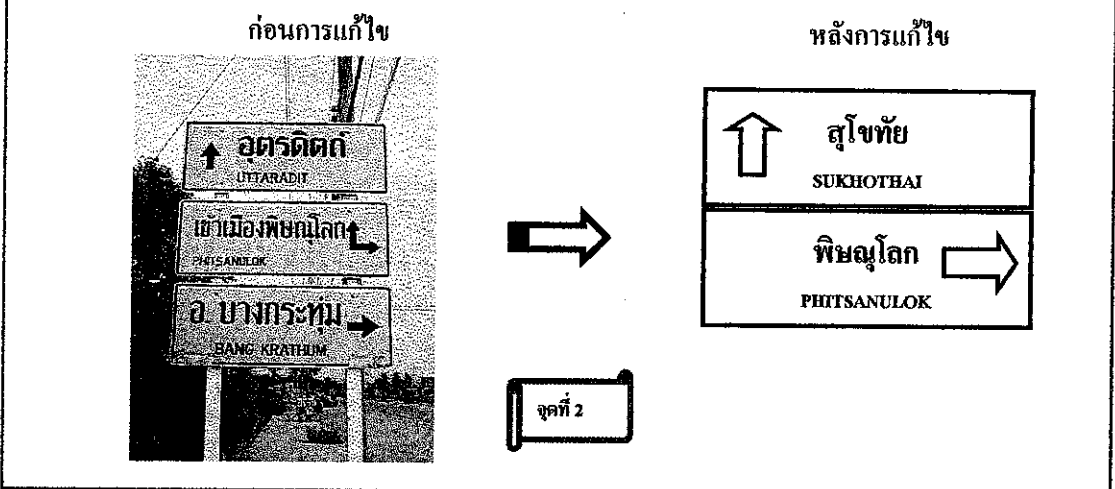 ก่อนการแก้ไข
หลังการแก้ไข
อุตรดิตถ์
UTTARADIT
เข้าเมืองพิษณุโลก
PHITSANULOK
อ. บางกระทุ่ม
BANG KRATHUM
สุโขทัย
SUKHOTHAI
พิษณุโลก
PHITSANULOK
จุดที่ 2